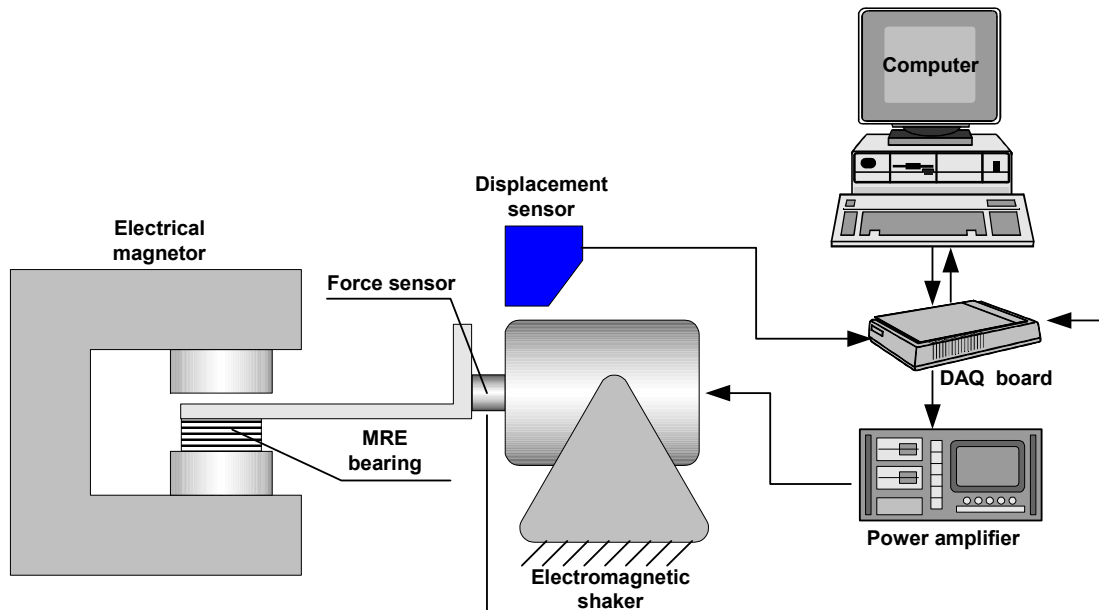 Computer
Displacement
sensor
Electrical
magnetor
Force sensor
DAQ board
MRE
bearing
Power amplifier
Electromagnetic
shaker